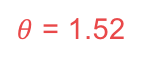 θ = 1.52